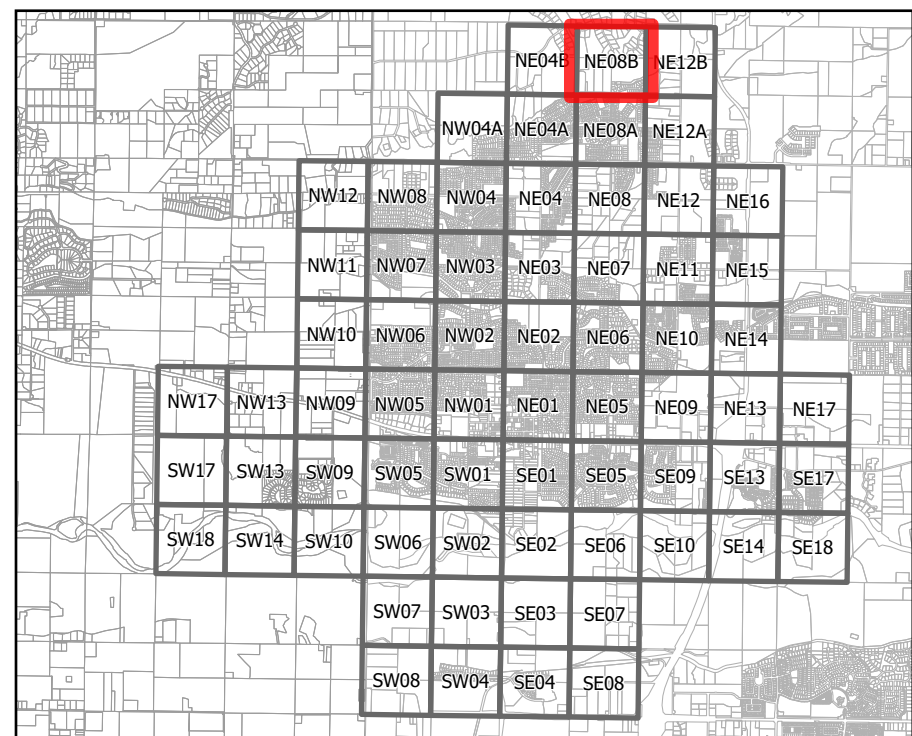 NE04B NE08B NE12B
NW04A NE04A NE08A NE12A
NW12 NW08 NW04 NE04 NE08 NE12 NE16
NW11 NW07 NW03 NE03 NE07 NE11 NE15
NW10 NW06 NW02 NE02 NE06 NE10 NE14
NW17 NW13 NW09 NW05 NW01 NE01 NE05 NE09 NE13 NE17
SW17 SW13 SW09 SW05 SW01 SE01 SE05 SE09 SE13 SE17
SW18 SW14 SW10 SW06 SW02 SE02 SE06 SE10 SE14 SE18
SW07 SW03 SE03 SE07
SW08 SW04 SE04 SE08